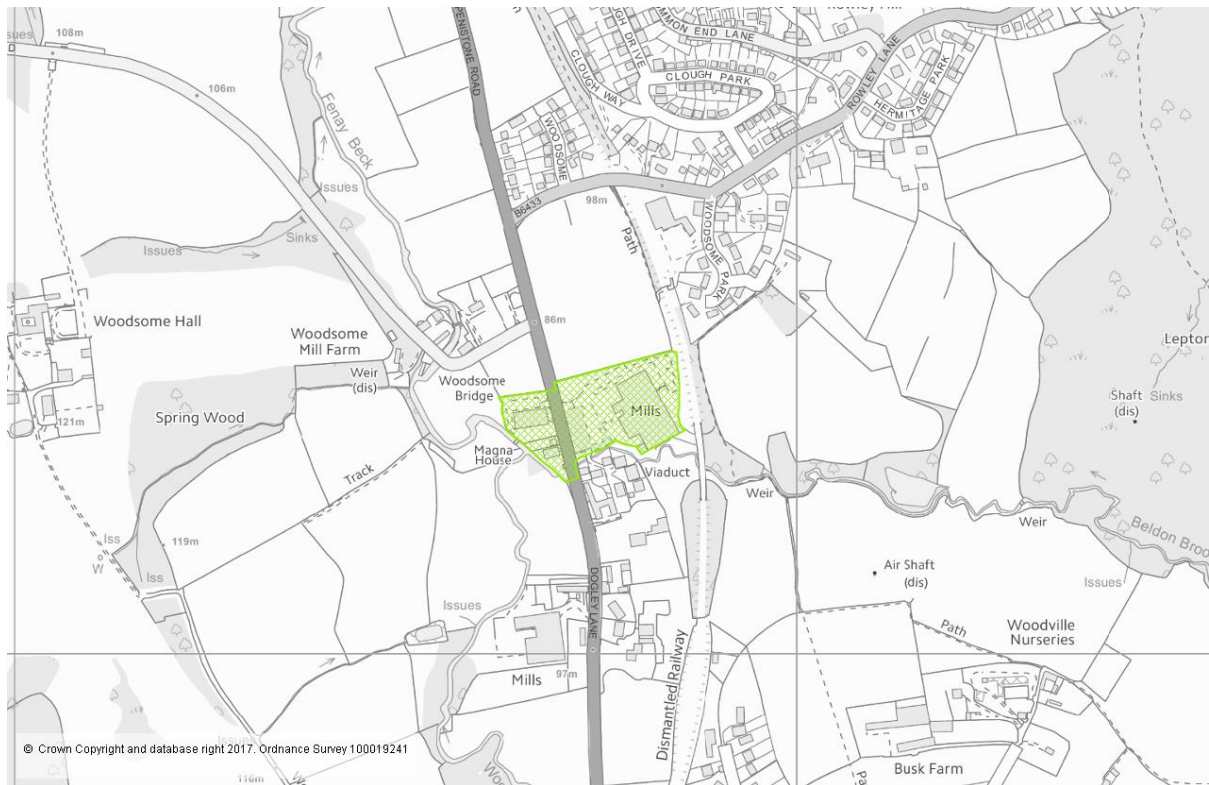 108m
106m
Fenay Beck
PENISTONE ROAD
CLOUGH DRIVE
COMMON END LANE
CLOUGH PARK
CLOUGH WAY
ROWLEY LANE
HERMITAGE PARK
WOODSOME
98m
B6433
Path
WOODSOME PARK
Issues
Sinks
Issues
Woodsome Hall
Woodsome
Mill Farm
86m
Weir
(dis)
Woodsome
Bridge
Spring Wood
121m
Mills
Lepton
Shaft
(dis)
Sinks
Magna
House
Viaduct
Track
Weir
Weir
Beldon Broo
Iss
W
119m
Iss
Air Shaft
(dis)
Issues
Issues
DOGLEY LANE
Path
Woodville
Nurseries
Mills
97m
Dismantled Railway
Busk Farm
116m
© Crown Copyright and database right 2017. Ordnance Survey 100019241